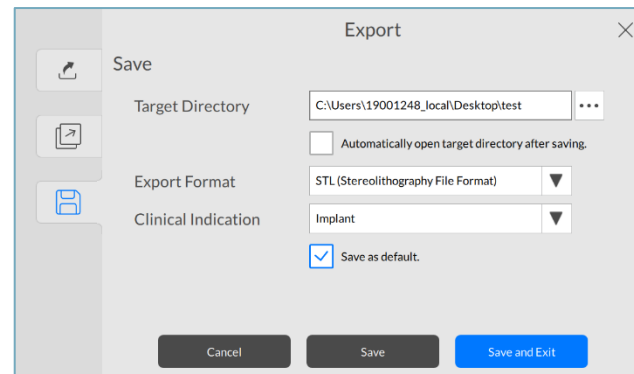 Export
Save
Target Directory
C:\Users\19001248_local\Desktop\test
Automatically open target directory after saving.
Export Format
STL (Stereolithography File Format)
Clinical Indication
Implant
Save as default.
Cancel
Save
Save and Exit